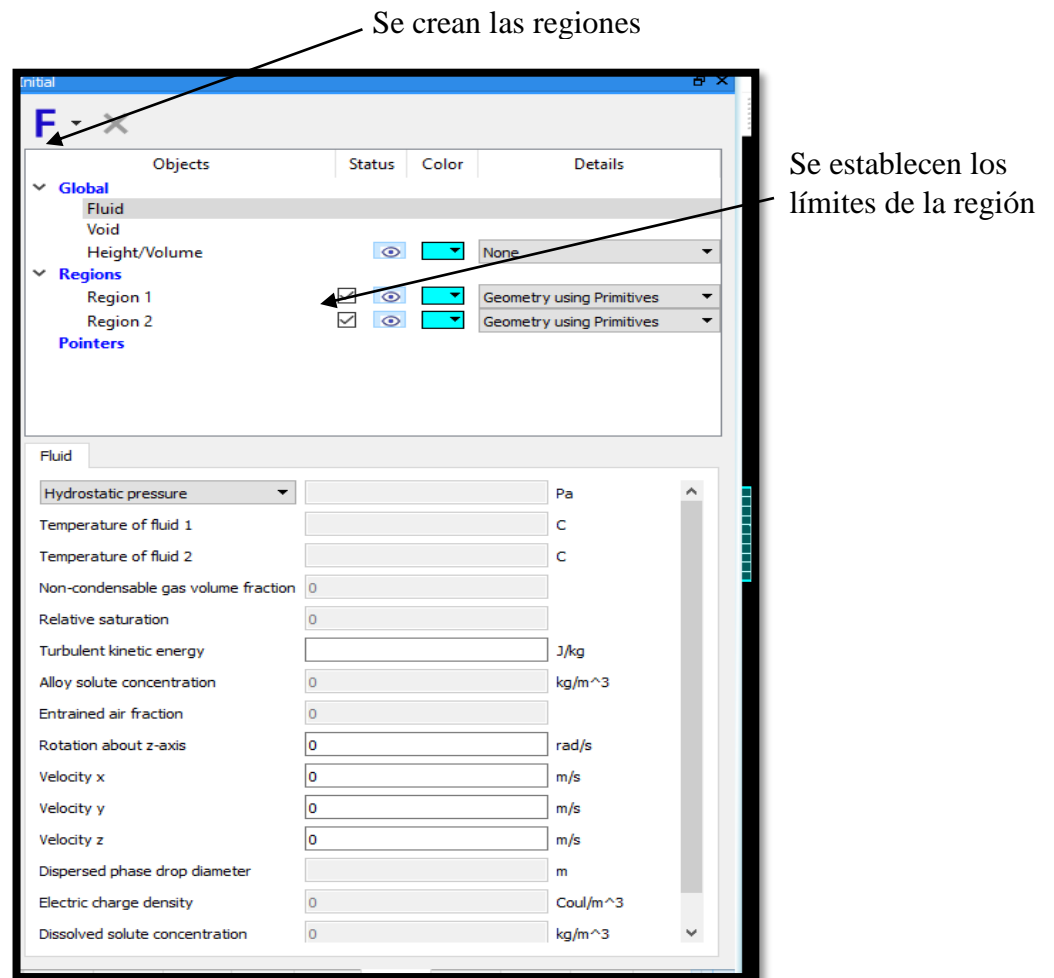 Se crean las regiones
Initial
F
Objects Status Color Details
Global
Fluid
Void
Height/Volume None
Regions
Region 1 Geometry using Primitives
Region 2 Geometry using Primitives
Pointers
Se establecen los
límites de la región
Fluid
Hydrostatic pressure Pa
Temperature of fluid 1 C
Temperature of fluid 2 C
Non-condensable gas volume fraction 0
Relative saturation 0
Turbulent kinetic energy J/kg
Alloy solute concentration 0 kg/m^3
Entrained air fraction 0
Rotation about z-axis 0 rad/s
Velocity x 0 m/s
Velocity y 0 m/s
Velocity z 0 m/s
Dispersed phase drop diameter m
Electric charge density 0 Coul/m^3
Dissolved solute concentration 0 kg/m^3